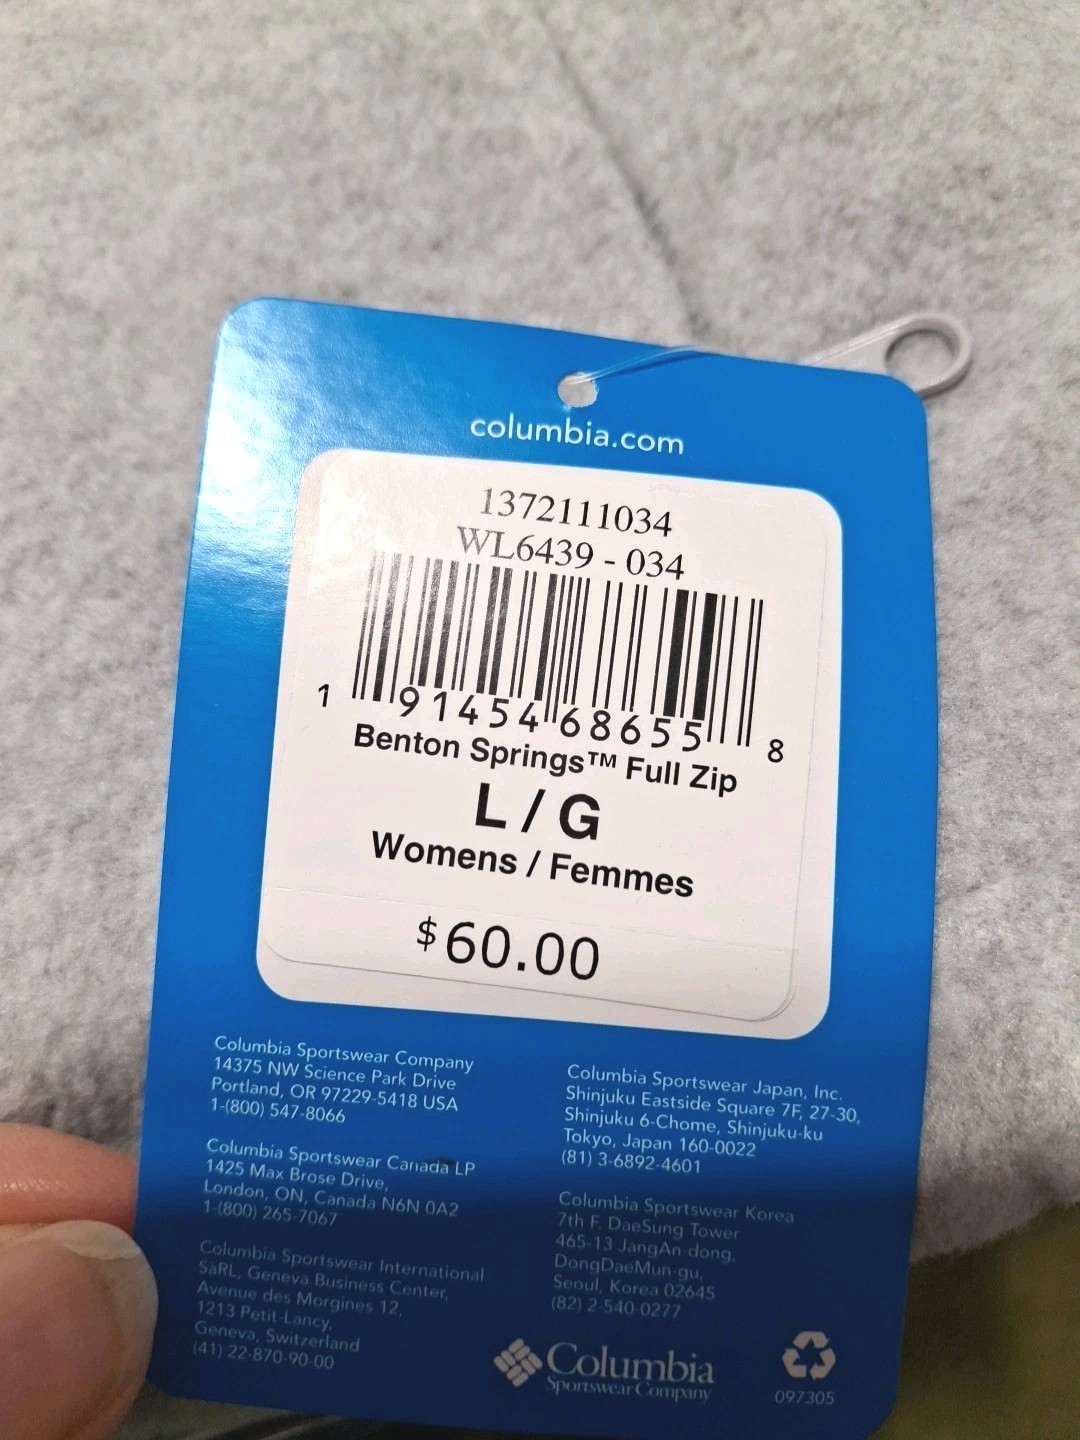 columbia.com
1372111034
WL6439 - 034
1 91454 68655 8
Benton Springs™ Full Zip
L / G
Womens / Femmes
$60.00
Columbia Sportswear Company
14375 NW Science Park Drive
Portland, OR 97229-5418 USA
1-(800) 547-8066
Columbia Sportswear Canada LP
1425 Max Brose Drive,
London, ON, Canada N6N 0A2
1-(800) 265-7067
Columbia Sportswear International
SàRL, Geneva Business Center,
Avenue des Morgines 12,
1213 Petit-Lancy,
Geneva, Switzerland
(41) 22-870-90-00
Columbia Sportswear Japan, Inc.
Shinjuku Eastside Square 7F, 27-30,
Shinjuku 6-Chome, Shinjuku-ku
Tokyo, Japan 160-0022
(81) 3-6892-4601
Columbia Sportswear Korea
7th F. DaeSung Tower
465-13 JangAn-dong,
DongDaeMun-gu,
Seoul, Korea 02645
(82) 2-540-0277
Columbia
Sportswear Company
097305